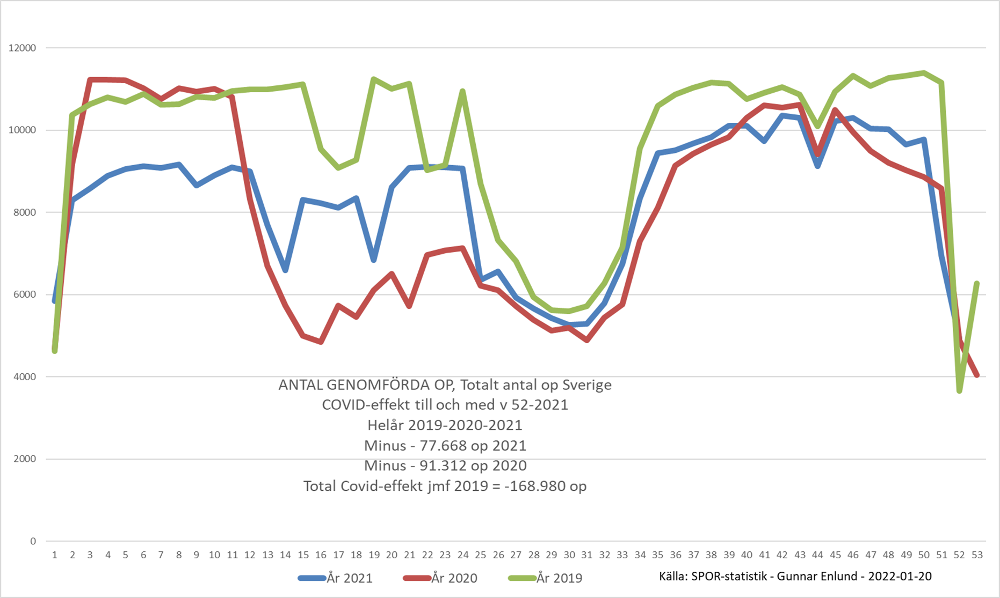 12000
10000
8000
6000
4000
2000
0
ANTAL GENOMFÖRDA OP, Totalt antal op Sverige
COVID-effekt till och med v 52-2021
Helår 2019-2020-2021
Minus - 77.668 op 2021
Minus - 91.312 op 2020
Total Covid-effekt jmf 2019 = -168.980 op
1 2 3 4 5 6 7 8 9 10 11 12 13 14 15 16 17 18 19 20 21 22 23 24 25 26 27 28 29 30 31 32 33 34 35 36 37 38 39 40 41 42 43 44 45 46 47 48 49 50 51 52 53
År 2021 År 2020 År 2019
Källa: SPOR-statistik - Gunnar Enlund - 2022-01-20